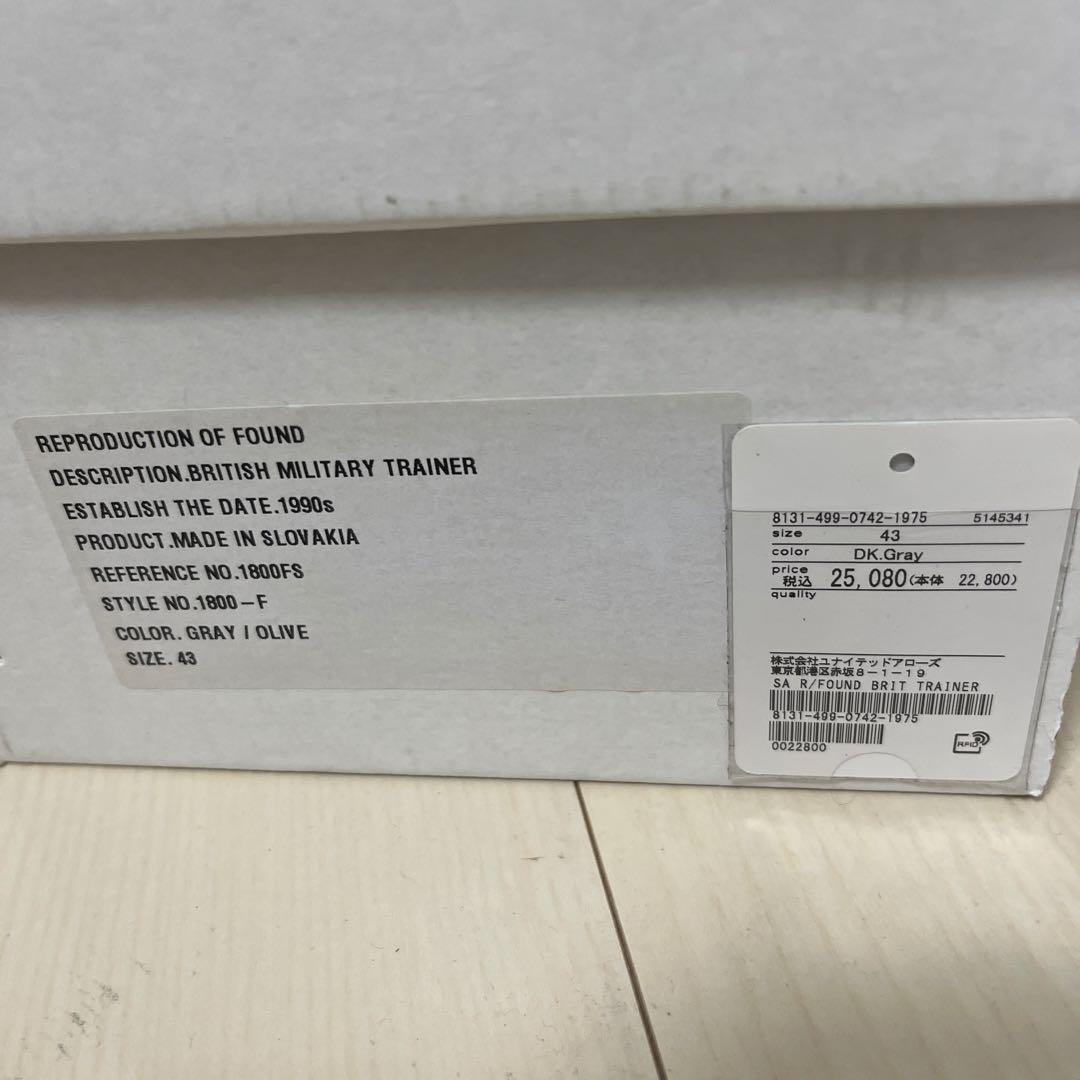 REPRODUCTION OF FOUND
DESCRIPTION.BRITISH MILITARY TRAINER
ESTABLISH THE DATE.1990s
PRODUCT.MADE IN SLOVAKIA
REFERENCE NO.1800FS
STYLE NO.1800-F
COLOR. GRAY / OLIVE
SIZE. 43
8131-499-0742-1975 5145341
size 43
color DK.Gray
price
税込 25,080(本体 22,800)
quality
株式会社ユナイテッドアローズ
東京都港区赤坂8-1-19
SA R/FOUND BRIT TRAINER
8131-499-0742-1975
0022800
RFID